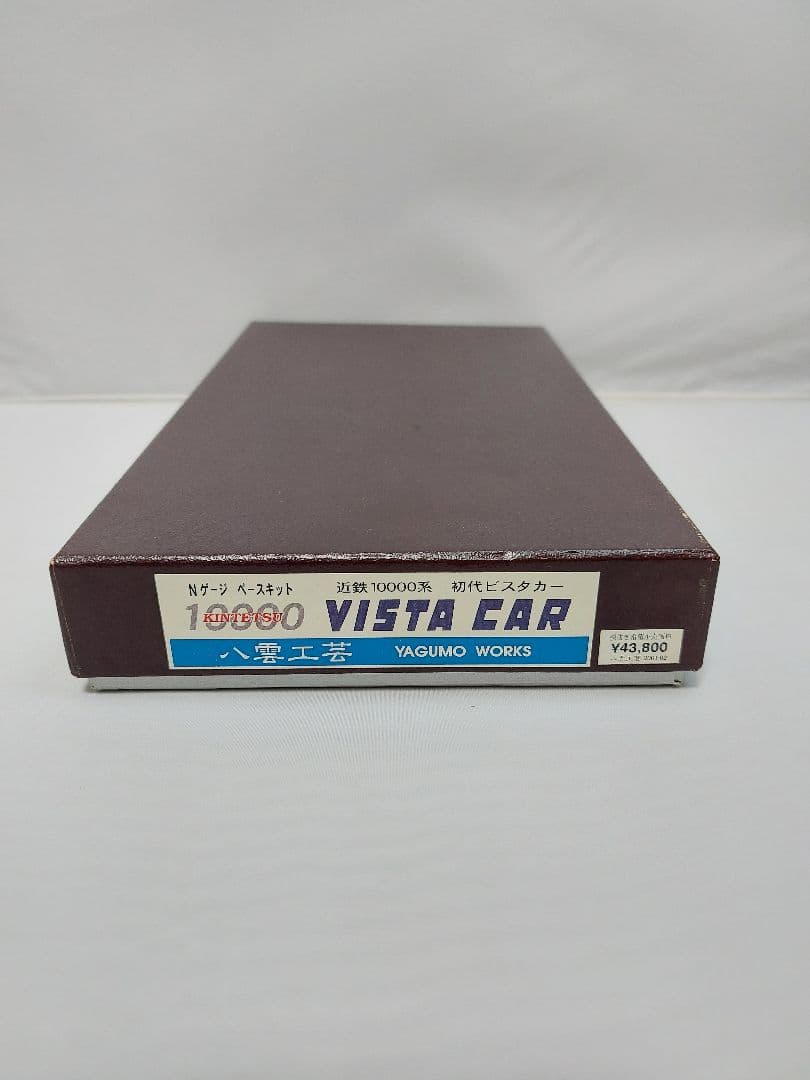 Nゲージ ベースキット
近鉄10000系 初代ビスタカー
10000
KINTETSU
VISTA CAR
八雲工芸 YAGUMO WORKS
¥43,800